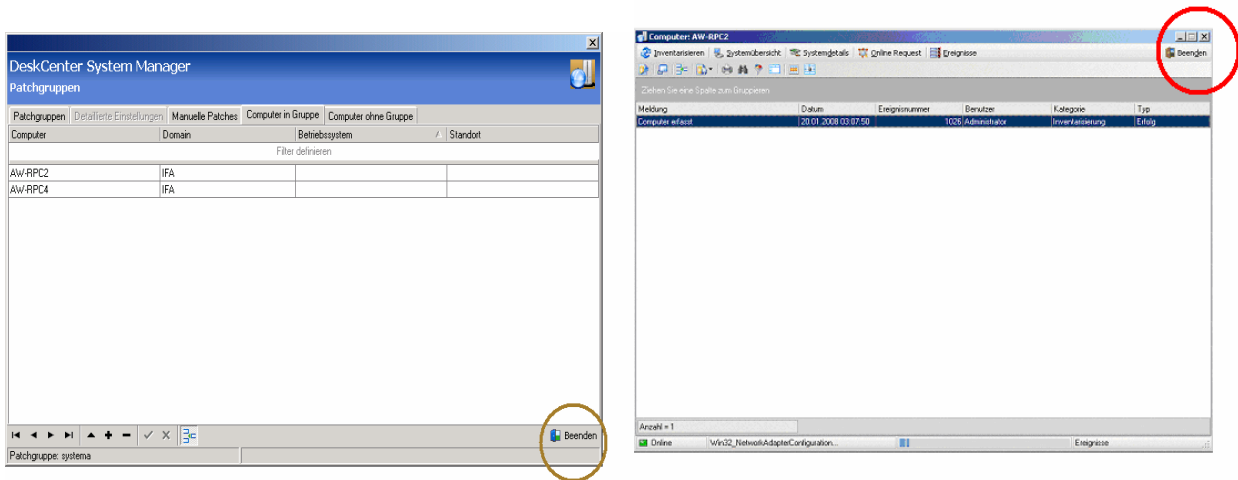 DeskCenter System Manager
Patchgruppen
Patchgruppen Detaillierte Einstellungen Manuelle Patches Computer in Gruppe Computer ohne Gruppe
Computer Domain Betriebssystem Standort
Filter definieren
AW-RPC2 IFA
AW-RPC4 IFA
Beenden
Patchgruppe: systema
Computer: AW-RPC2
Inventarisieren Systemübersicht Systemdetails Online Request Ereignisse Beenden
Ziehen Sie eine Spalte zum Gruppieren
Meldung Datum Ereignisnummer Benutzer Kategorie Typ
Computer erfasst 20.01.2008 03:07:50 1026 Administrator Inventarisierung Erfolg
Anzahl = 1
Online Win32_NetworkAdapterConfiguration... Ereignisse